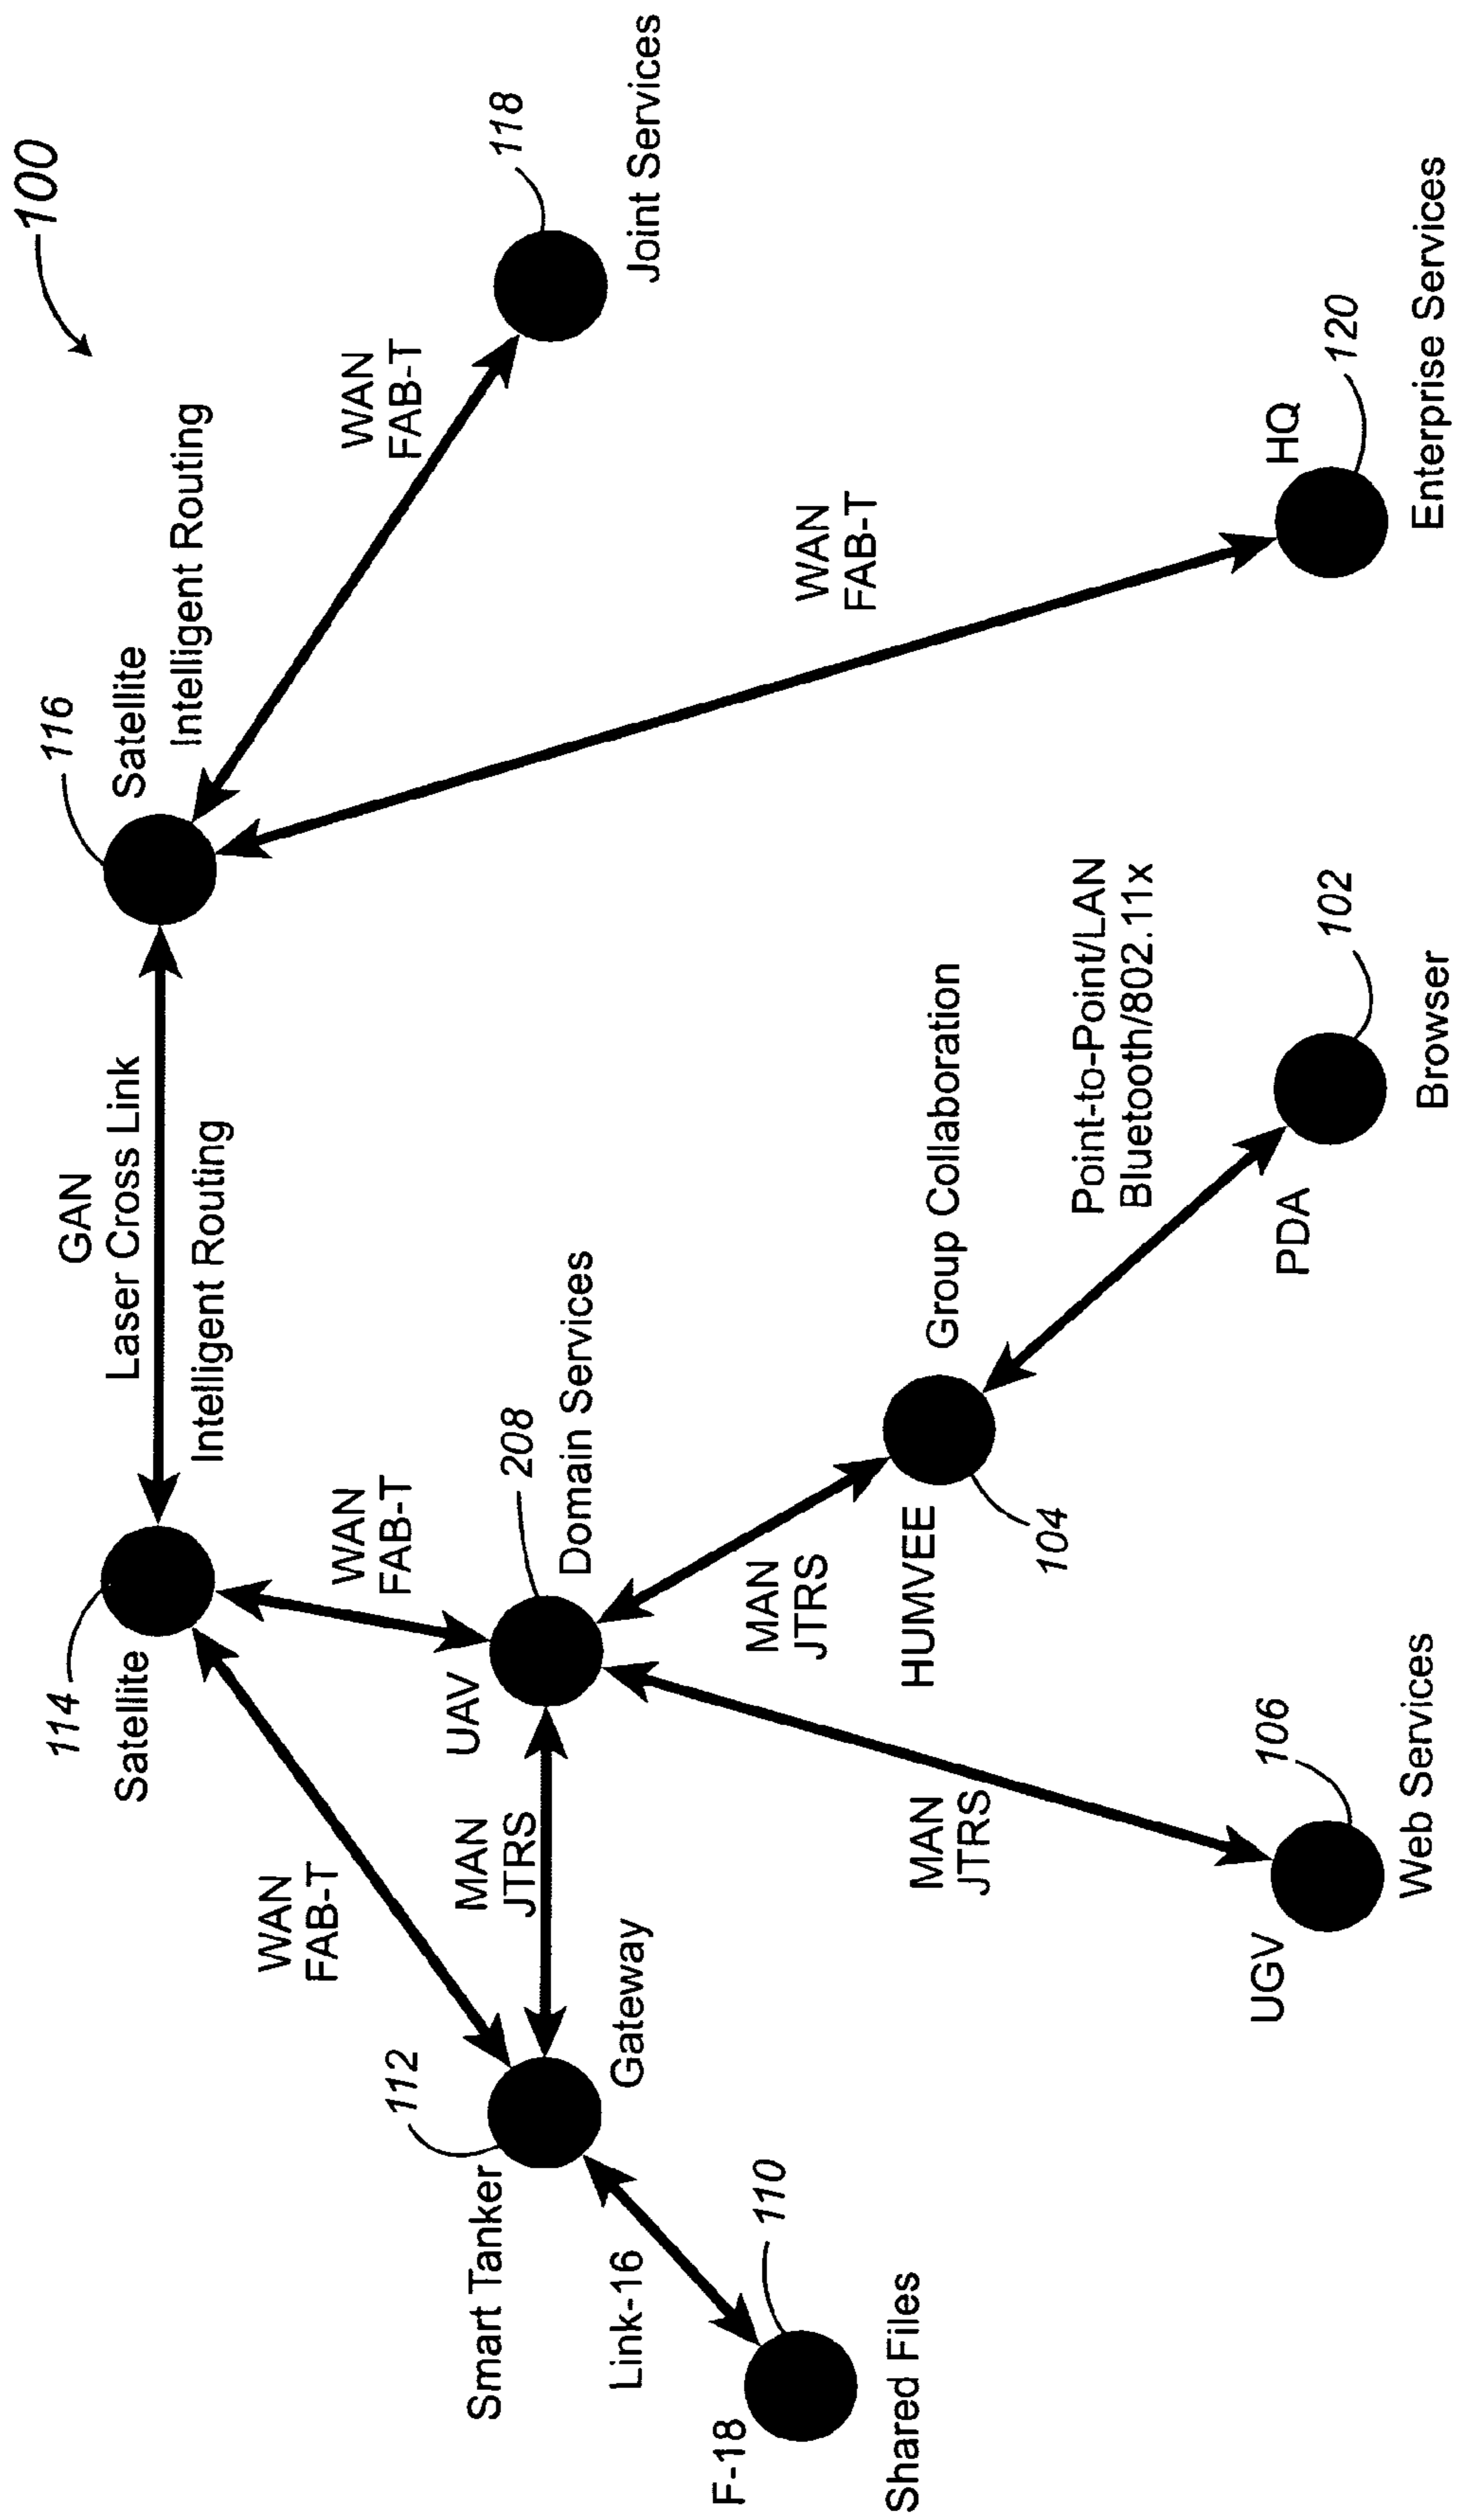 100
GAN
Laser Cross Link
Intelligent Routing
114
Satellite
116
Satellite
Intelligent Routing
WAN
FAB-T
WAN
FAB-T
WAN
FAB-T
118
Joint Services
112
Smart Tanker
Gateway
MAN
JTRS
UAV
208
Domain Services
WAN
FAB-T
Link-16
F-18
110
Shared Files
MAN
JTRS
MAN
JTRS
HUMVEE
104
Group Collaboration
Point-to-Point/LAN
Bluetooth/802.11x
UGV
106
Web Services
PDA
102
Browser
HQ
120
Enterprise Services